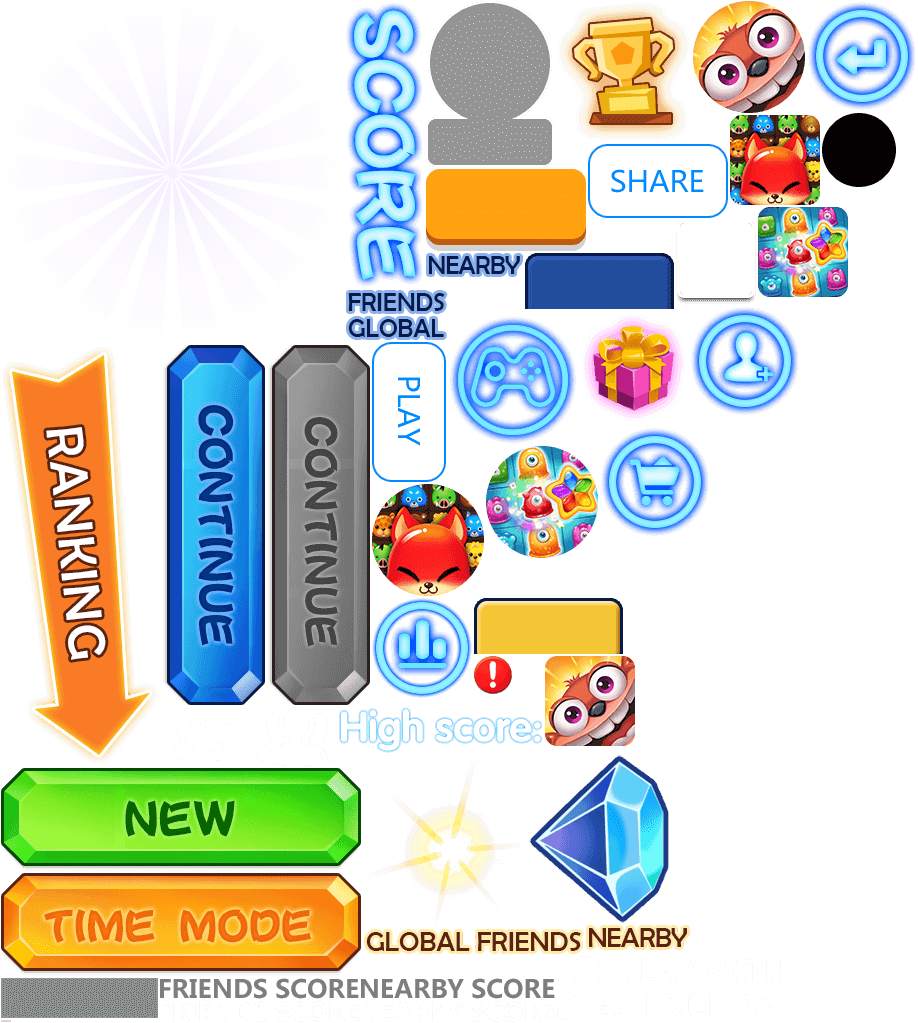 SCORE
SHARE
NEARBY
FRIENDS
GLOBAL
RANKING
CONTINUE
CONTINUE
PLAY
High score:
NEW
TIME MODE
GLOBAL FRIENDS NEARBY
FRIENDS SCORENEARBY SCORE